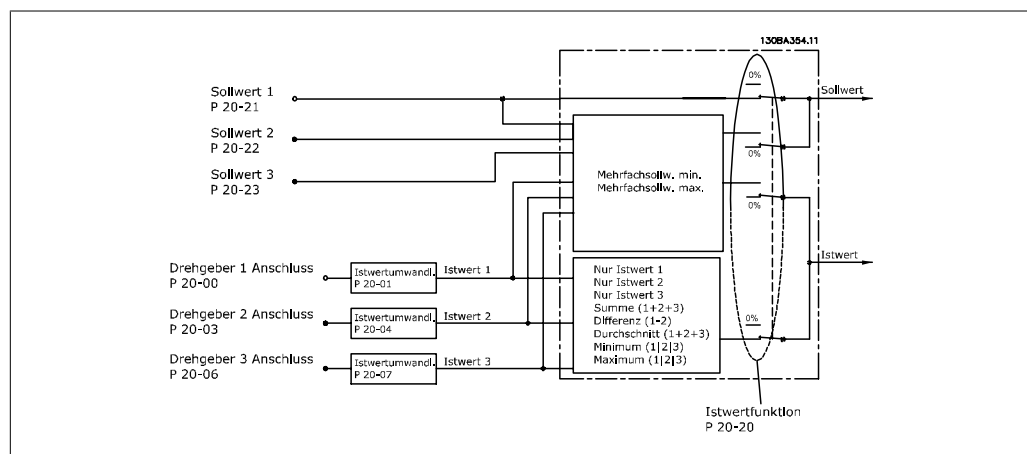 130BA354.11
Sollwert 1
P 20-21
Sollwert 2
P 20-22
Sollwert 3
P 20-23
0%
Sollwert
0%
Mehrfachsollw. min.
Mehrfachsollw. max.
0%
Istwert
Drehgeber 1 Anschluss
P 20-00
Istwertumwandl.
P 20-01
Istwert 1
Drehgeber 2 Anschluss
P 20-03
Istwertumwandl.
P 20-04
Istwert 2
Drehgeber 3 Anschluss
P 20-06
Istwertumwandl.
P 20-07
Istwert 3
Nur Istwert 1
Nur Istwert 2
Nur Istwert 3
Summe (1+2+3)
Differenz (1-2)
Durchschnitt (1+2+3)
Minimum (1|2|3)
Maximum (1|2|3)
0%
Istwertfunktion
P 20-20